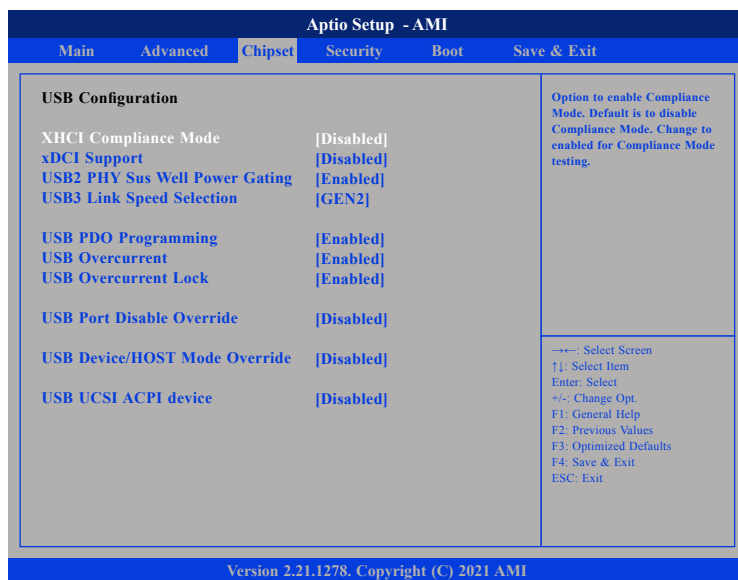 Aptio Setup - AMI
Main Advanced Chipset Security Boot Save & Exit
USB Configuration
XHCI Compliance Mode [Disabled]
xDCI Support [Disabled]
USB2 PHY Sus Well Power Gating [Enabled]
USB3 Link Speed Selection [GEN2]
USB PDO Programming [Enabled]
USB Overcurrent [Enabled]
USB Overcurrent Lock [Enabled]
USB Port Disable Override [Disabled]
USB Device/HOST Mode Override [Disabled]
USB UCSI ACPI device [Disabled]
Option to enable Compliance
Mode. Default is to disable
Compliance Mode. Change to
enabled for Compliance Mode
testing.
→←: Select Screen
↑↓: Select Item
Enter: Select
+/-: Change Opt.
F1: General Help
F2: Previous Values
F3: Optimized Defaults
F4: Save & Exit
ESC: Exit
Version 2.21.1278. Copyright (C) 2021 AMI